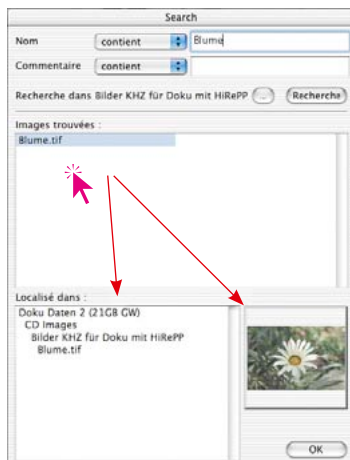 Search
Nom contient Blume
Commentaire contient
Recherche dans Bilder KHZ für Doku mit HiRePP ... Recherche
Images trouvées :
Blume.tif
Localisé dans :
Doku Daten 2 (21GB GW)
CD Images
Bilder KHZ für Doku mit HiRePP
Blume.tif
OK